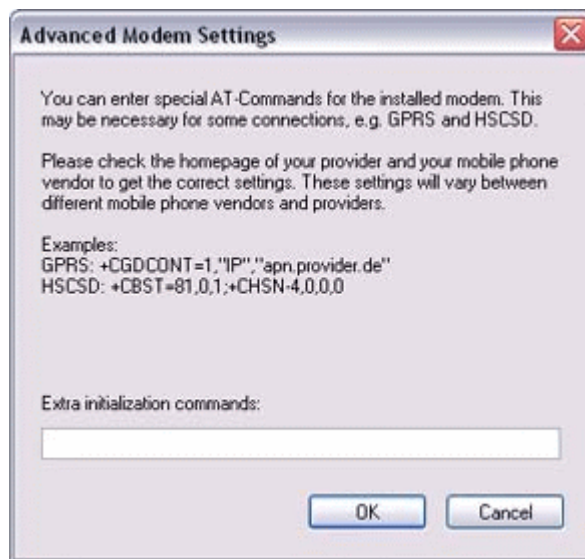 Advanced Modem Settings
You can enter special AT-Commands for the installed modem. This
may be necessary for some connections, e.g. GPRS and HSCSD.
Please check the homepage of your provider and your mobile phone
vendor to get the correct settings. These settings will vary between
different mobile phone vendors and providers.
Examples:
GPRS: +CGDCONT=1,"IP","apn.provider.de"
HSCSD: +CBST=81,0,1;+CHSN-4,0,0,0
Extra initialization commands:
OK Cancel